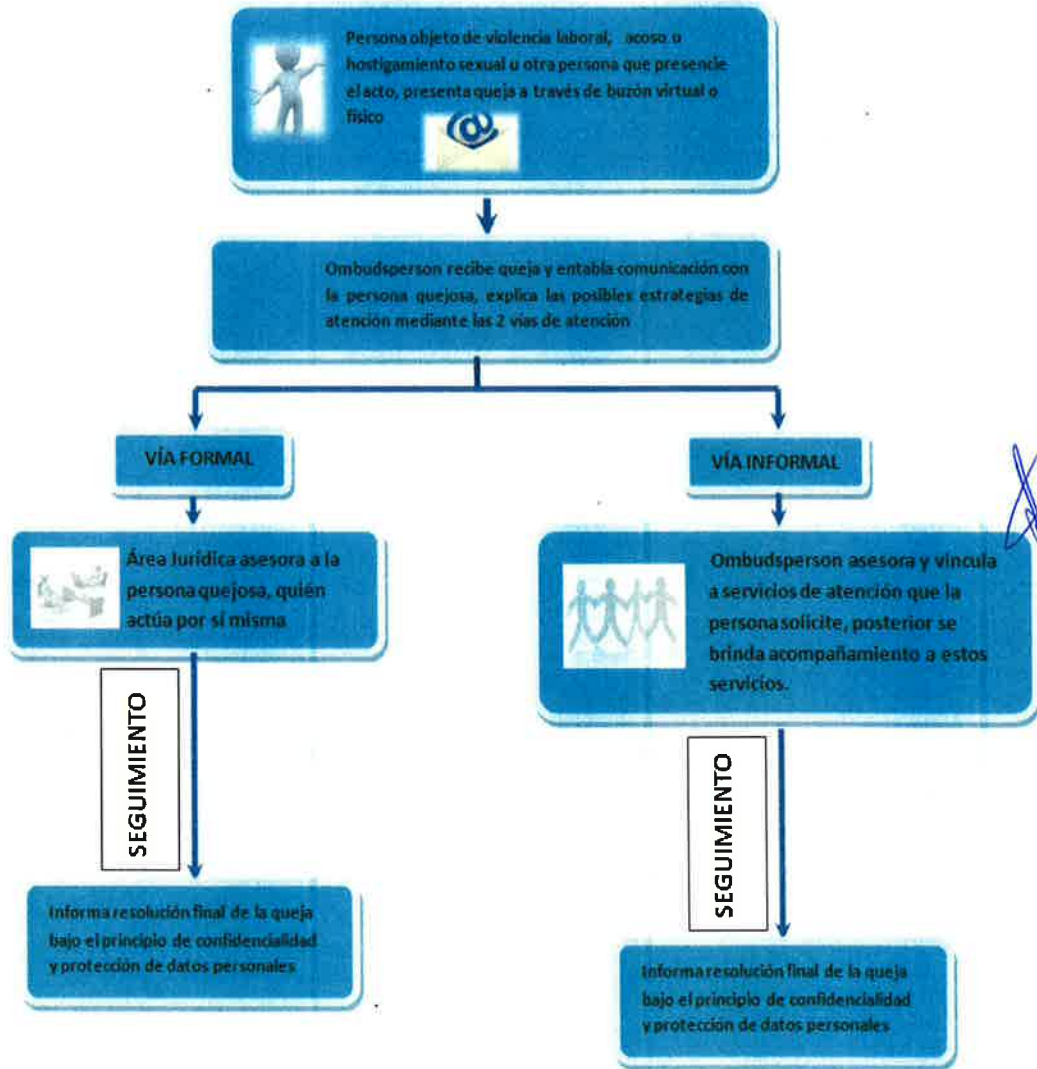 Persona objeto de violencia laboral, acoso u
hostigamiento sexual u otra persona que presencie
el acto, presenta queja a través de buzón virtual o
físico
@
Ombudsperson recibe queja y entabla comunicación con
la persona quejosa, explica las posibles estrategias de
atención mediante las 2 vías de atención
VÍA FORMAL
Área Jurídica asesora a la
persona quejosa, quién
actúa por sí misma
SEGUIMIENTO
Informa resolución final de la queja
bajo el principio de confidencialidad
y protección de datos personales
VÍA INFORMAL
Ombudsperson asesora y vincula
a servicios de atención que la
persona solicite, posterior se
brinda acompañamiento a estos
servicios.
SEGUIMIENTO
Informa resolución final de la queja
bajo el principio de confidencialidad
y protección de datos personales